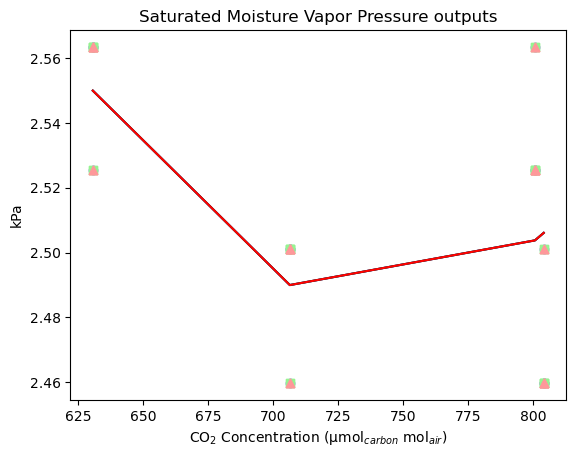 Saturated Moisture Vapor Pressure outputs
2.56
2.54
2.52
2.50
2.48
2.46
kPa
625 650 675 700 725 750 775 800
CO₂ Concentration (μmol_carbon mol_air)